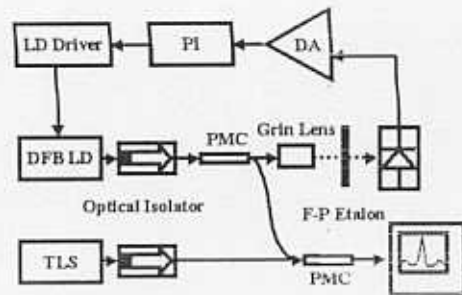 LD Driver
PI
DA
PMC
Grin Lens
DFB LD
Optical Isolator
F-P Etalon
TLS
PMC